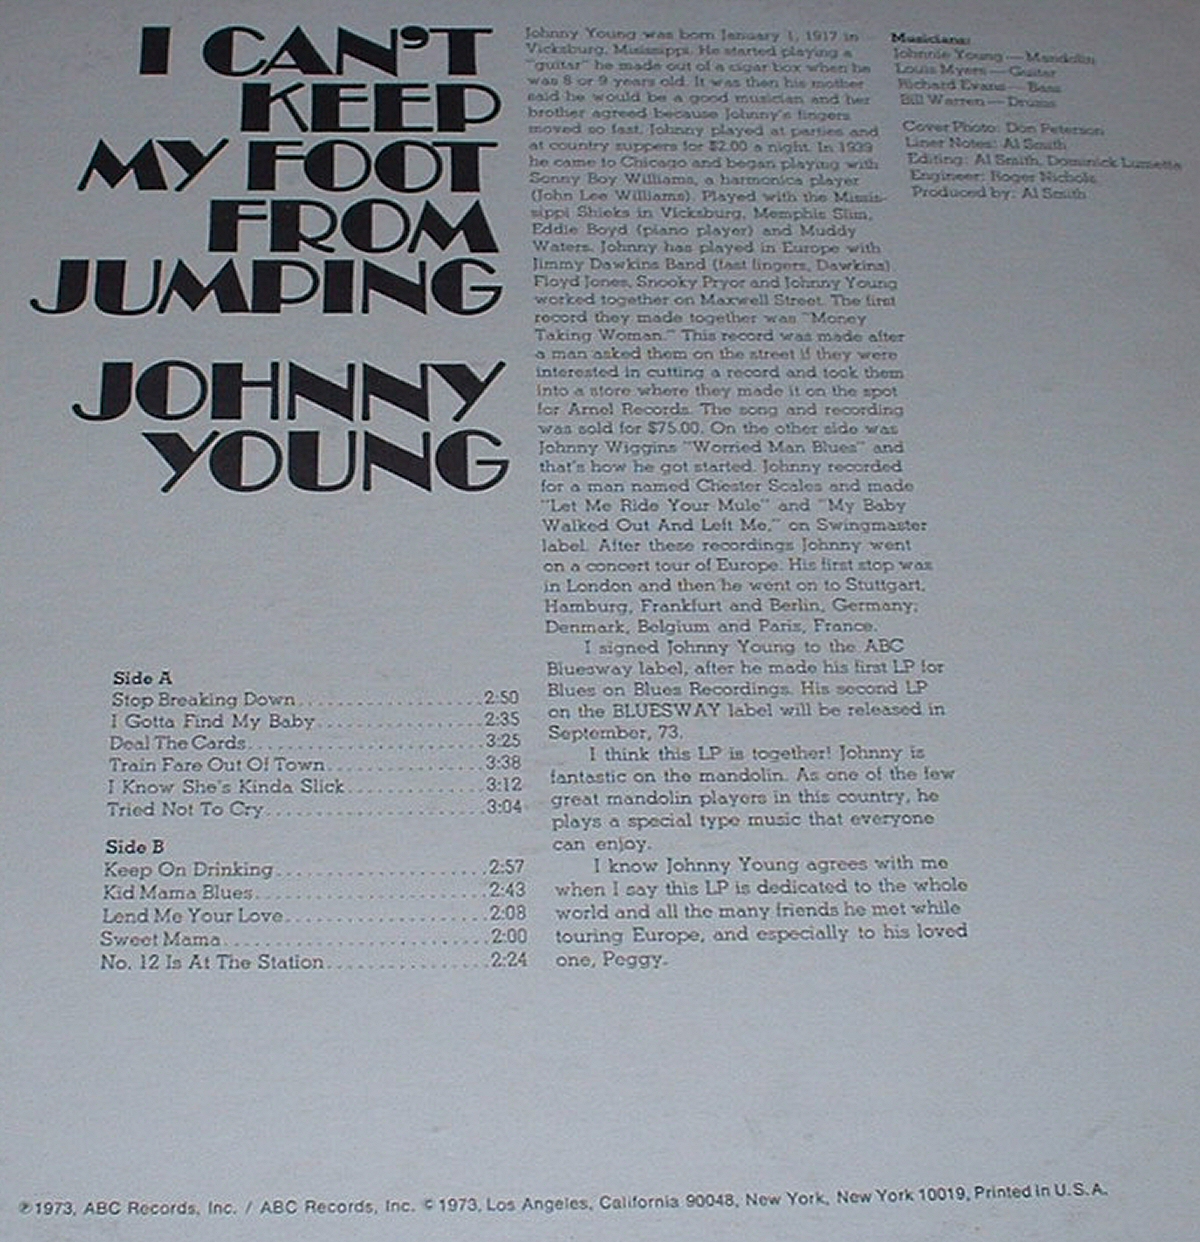 I CAN'T
KEEP
MY FOOT
FROM
JUMPING
JOHNNY
YOUNG
Side A
Stop Breaking Down....................2:50
I Gotta Find My Baby..................2:35
Deal The Cards..........................3:25
Train Fare Out Of Town................3:38
I Know She's Kinda Slick..............3:12
Tried Not To Cry........................3:04
Side B
Keep On Drinking.......................2:57
Kid Mama Blues.........................2:43
Lend Me Your Love.....................2:08
Sweet Mama.............................2:00
No. 12 Is At The Station................2:24
Johnny Young was born January 1, 1917 in
Vicksburg, Missisippi. He started playing a
"guitar" he made out of a cigar box when he
was 8 or 9 years old. It was then his mother
said he would be a good musician and her
brother agreed because Johnny's fingers
moved so fast. Johnny played at parties and
at country suppers for $2.00 a night. In 1939
he came to Chicago and began playing with
Sonny Boy Williams, a harmonica player
(John Lee Williams). Played with the Missis-
sippi Shieks in Vicksburg, Memphis Slim,
Eddie Boyd (piano player) and Muddy
Waters. Johnny has played in Europe with
Jimmy Dawkins Band (fast fingers, Dawkins).
Floyd Jones, Snooky Pryor and Johnny Young
worked together on Maxwell Street. The first
record they made together was "Money
Taking Woman." This record was made after
a man asked them on the street if they were
interested in cutting a record and took them
into a store where they made it on the spot
for Arnel Records. The song and recording
was sold for $75.00. On the other side was
Johnny Wiggins "Worried Man Blues" and
that's how he got started. Johnny recorded
for a man named Chester Scales and made
"Let Me Ride Your Mule" and "My Baby
Walked Out And Left Me," on Swingmaster
label. After these recordings Johnny went
on a concert tour of Europe. His first stop was
in London and then he went on to Stuttgart,
Hamburg, Frankfurt and Berlin, Germany;
Denmark, Belgium and Paris, France.
I signed Johnny Young to the ABC
Bluesway label, after he made his first LP for
Blues on Blues Recordings. His second LP
on the BLUESWAY label will be released in
September, 73.
I think this LP is together! Johnny is
fantastic on the mandolin. As one of the few
great mandolin players in this country, he
plays a special type music that everyone
can enjoy.
I know Johnny Young agrees with me
when I say this LP is dedicated to the whole
world and all the many friends he met while
touring Europe, and especially to his loved
one, Peggy.
Musicians:
Johnnie Young—Mandolin
Louis Myers—Guitar
Richard Evans—Bass
Bill Warren—Drums
Cover Photo: Don Peterson
Liner Notes: Al Smith
Editing: Al Smith, Dominick Lumetta
Engineer: Roger Nichols
Produced by: Al Smith
℗1973, ABC Records, Inc. / ABC Records, Inc. ©1973, Los Angeles, California 90048, New York, New York 10019, Printed in U.S.A.